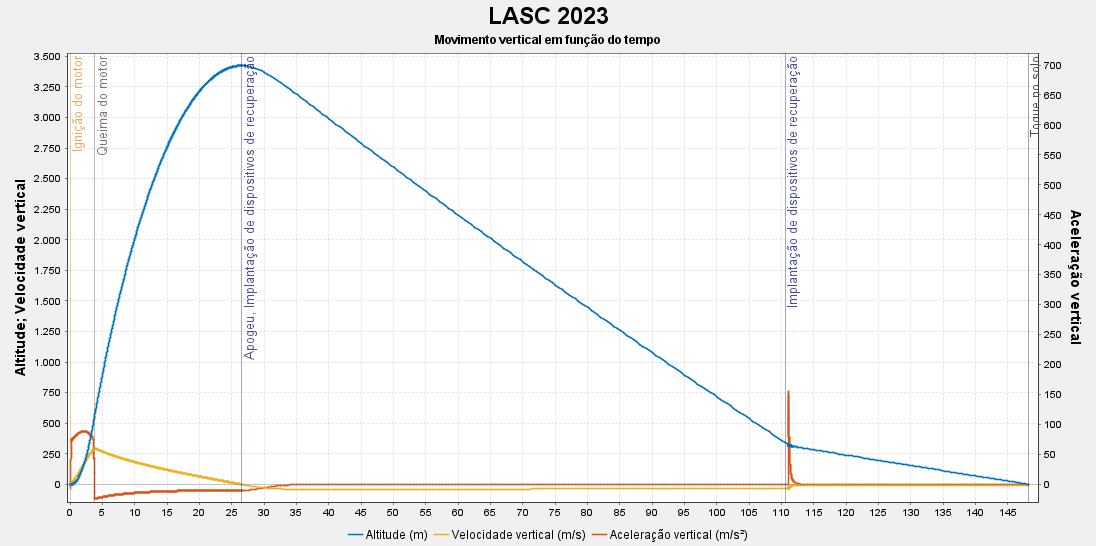 LASC 2023
Movimento vertical em função do tempo
Altitude; Velocidade vertical
3.500
3.250
3.000
2.750
2.500
2.250
2.000
1.750
1.500
1.250
1.000
750
500
250
0
Ignição do motor
Queima do motor
Apogeu, Implantação de dispositivos de recuperação
Implantação de dispositivos de recuperação
Toque no solo
700
650
600
550
500
450
400
350
300
250
200
150
100
50
0
Aceleração vertical
0 5 10 15 20 25 30 35 40 45 50 55 60 65 70 75 80 85 90 95 100 105 110 115 120 125 130 135 140 145
Altitude (m) Velocidade vertical (m/s) Aceleração vertical (m/s²)